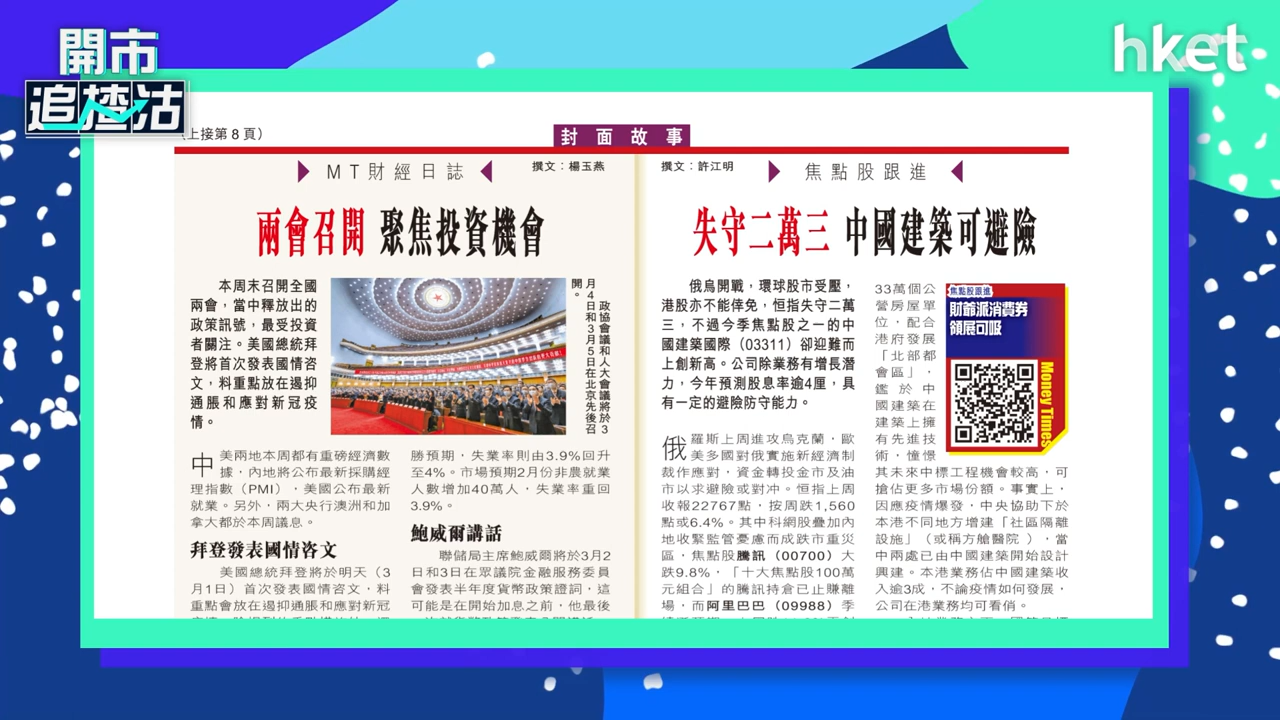 開市
追揸沽
hket
（上接第8頁）
封面故事
MT財經日誌
撰文：楊玉燕
兩會召開 聚焦投資機會
本周末召開全國
兩會，當中釋放出的
政策訊號，最受投資
者關注。美國總統拜
登將首次發表國情咨
文，料重點放在遏抑
通脹和應對新冠疫
情。
政協會議和人大會議將於3
月4日和3月5日在北京先後召
開。
中美兩地本周都有重磅經濟數
據，內地將公布最新採購經
理指數（PMI），美國公布最新
就業。另外，兩大央行澳洲和加
拿大都於本周議息。
拜登發表國情咨文
美國總統拜登將於明天（3
月1日）首次發表國情咨文，料
重點會放在遏抑通脹和應對新冠
勝預期，失業率則由3.9%回升
至4%。市場預期2月份非農就業
人數增加40萬人，失業率重回
3.9%。
鮑威爾講話
聯儲局主席鮑威爾將於3月2
日和3日在眾議院金融服務委員
會發表半年度貨幣政策證詞，這
可能是在開始加息之前，他最後
撰文：許江明
焦點股跟進
失守二萬三 中國建築可避險
俄烏開戰，環球股市受壓，
港股亦不能倖免，恒指失守二萬
三，不過今季焦點股之一的中
國建築國際（03311）卻迎難而
上創新高。公司除業務有增長潛
力，今年預測股息率逾4厘，具
有一定的避險防守能力。
俄羅斯上周進攻烏克蘭，歐
美多國對俄實施新經濟制
裁作應對，資金轉投金市及油
市以求避險或對沖。恒指上周
收報22767點，按周跌1,560
點或6.4%。其中科網股疊加內
地收緊監管憂慮而成跌市重災
區，焦點股騰訊（00700）大
跌9.8%，「十大焦點股100萬
元組合」的騰訊持倉已止賺離
場，而阿里巴巴（09988）季
33萬個公
營房屋單
位，配合
港府發展
「北部都
會區」，
鑑於中
國建築在
建築上擁
有先進技
術，憧憬
其未來中標工程機會較高，可
搶佔更多市場份額。事實上，
因應疫情爆發，中央協助下於
本港不同地方增建「社區隔離
設施」（或稱方艙醫院），當
中兩處已由中國建築開始設計
興建。本港業務佔中國建築收
入逾3成，不論疫情如何發展，
公司在港業務均可看俏。
焦點股跟進
財爺派消費券
領展可吸
Money Times